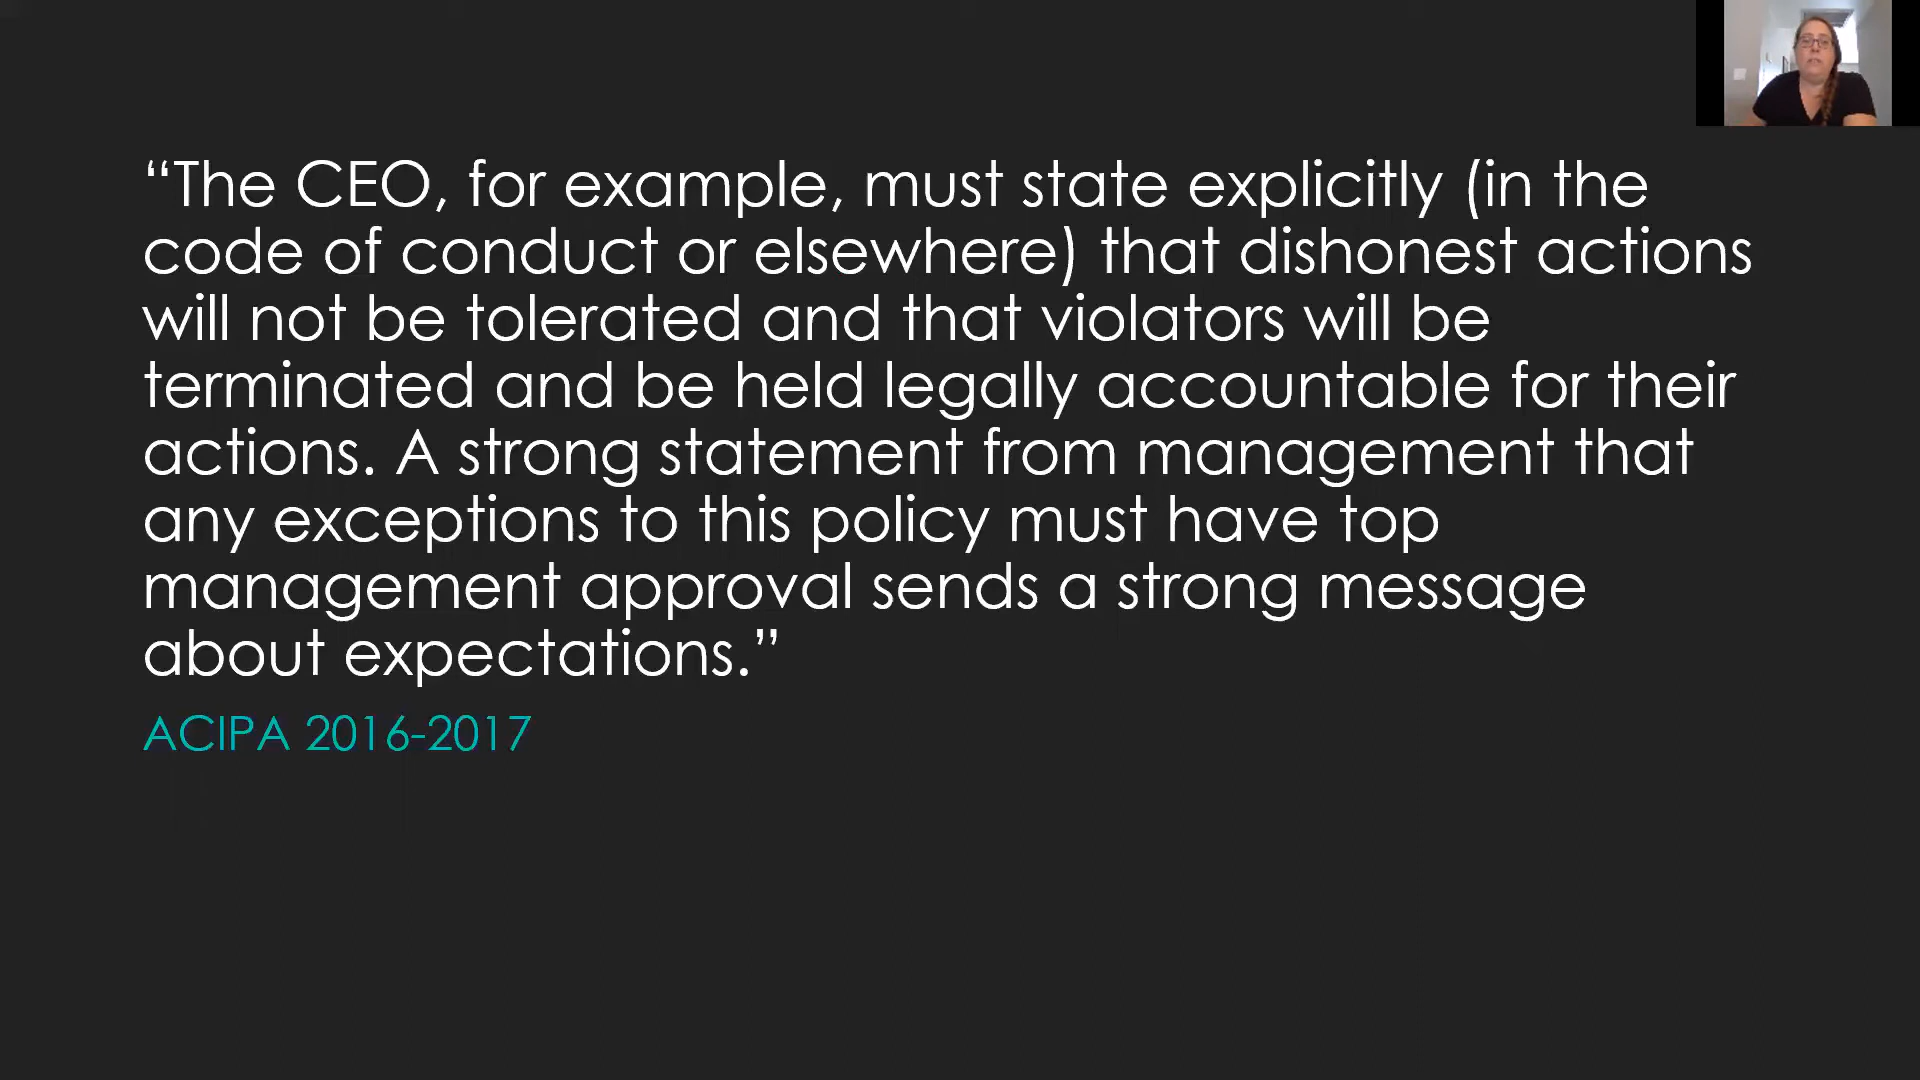 “The CEO, for example, must state explicitly (in the
code of conduct or elsewhere) that dishonest actions
will not be tolerated and that violators will be
terminated and be held legally accountable for their
actions. A strong statement from management that
any exceptions to this policy must have top
management approval sends a strong message
about expectations.”
ACIPA 2016-2017